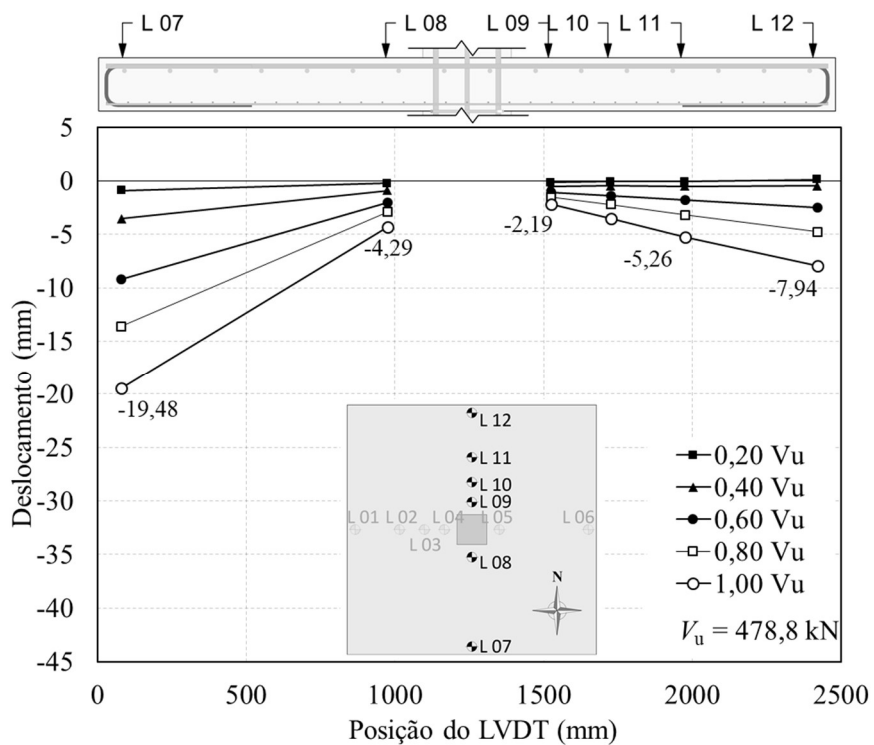 L 07 L 08 L 09 L 10 L 11 L 12
5
0
-5
-10
-15
-20
-25
-30
-35
-40
-45
Deslocamento (mm)
-19,48
-4,29
-2,19
-5,26
-7,94
L 12
L 11
L 10
L 09
L 01 L 02 L 04 L 05 L 06
L 03
L 08
N
L 07
0,20 Vu
0,40 Vu
0,60 Vu
0,80 Vu
1,00 Vu
Vu = 478,8 kN
0 500 1000 1500 2000 2500
Posição do LVDT (mm)